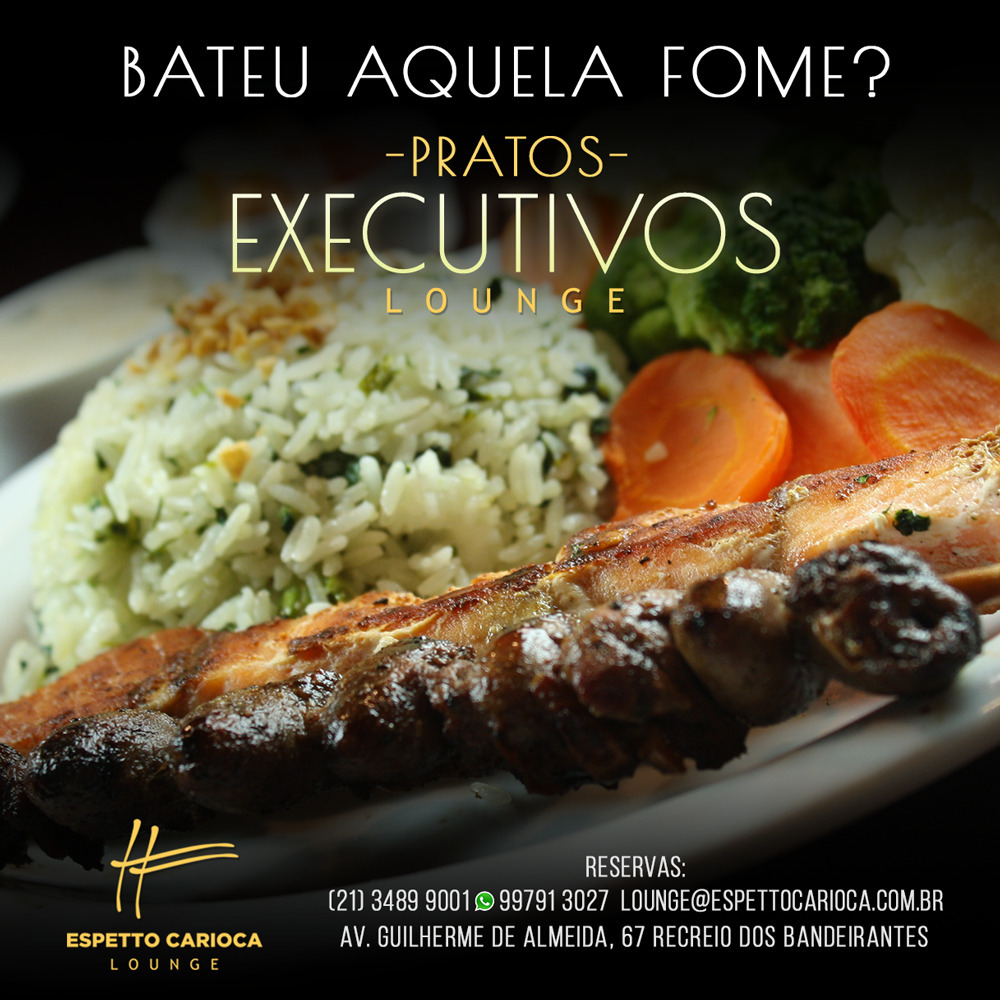 BATEU AQUELA FOME?
-PRATOS-
EXECUTIVOS
LOUNGE
ESPETTO CARIOCA
LOUNGE
RESERVAS:
(21) 3489 9001 99791 3027 LOUNGE@ESPETTOCARIOCA.COM.BR
AV. GUILHERME DE ALMEIDA, 67 RECREIO DOS BANDEIRANTES